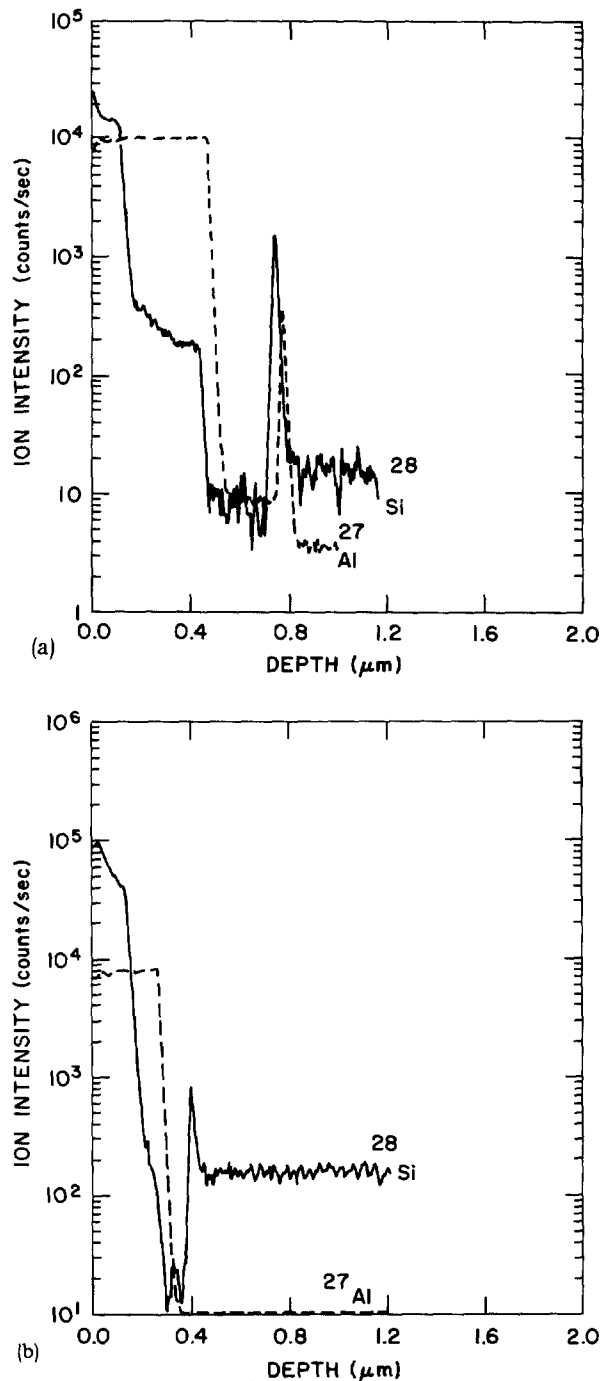 10^5
10^4
10^3
10^2
10
1
ION INTENSITY (counts/sec)
28
Si
27
Al
0.0 0.4 0.8 1.2 1.6 2.0
(a)
DEPTH (μm)
10^6
10^5
10^4
10^3
10^2
10^1
ION INTENSITY (counts/sec)
28
Si
27 Al
0.0 0.4 0.8 1.2 1.6 2.0
(b)
DEPTH (μm)